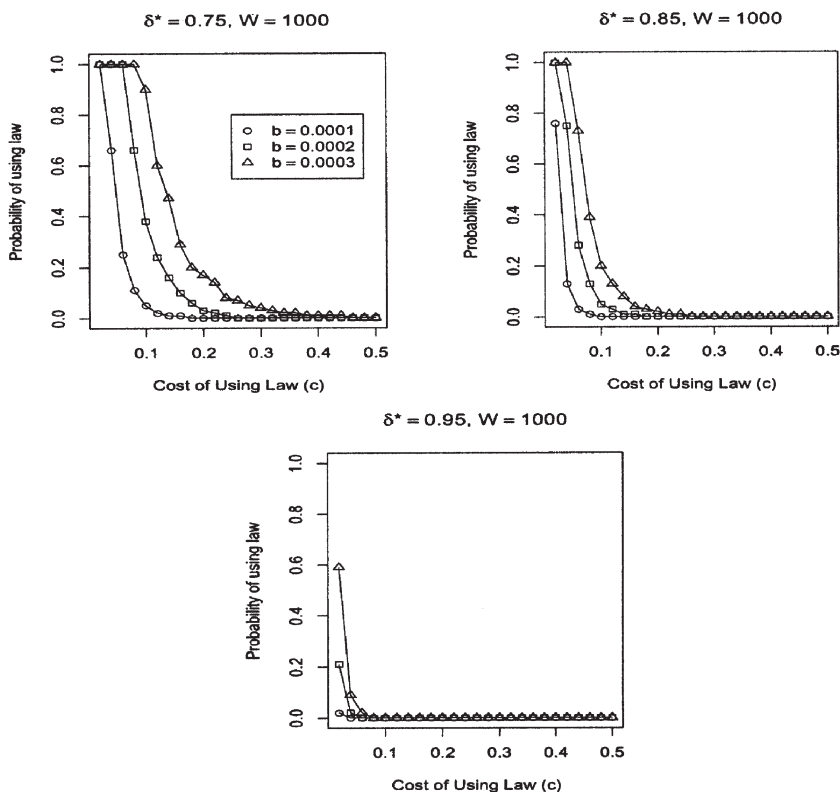 δ* = 0.75, W = 1000
Probability of using law
1.0
0.8
0.6
0.4
0.2
0.0
b = 0.0001
b = 0.0002
b = 0.0003
0.1 0.2 0.3 0.4 0.5
Cost of Using Law (c)
δ* = 0.85, W = 1000
Probability of using law
1.0
0.8
0.6
0.4
0.2
0.0
0.1 0.2 0.3 0.4 0.5
Cost of Using Law (c)
δ* = 0.95, W = 1000
Probability of using law
1.0
0.8
0.6
0.4
0.2
0.0
0.1 0.2 0.3 0.4 0.5
Cost of Using Law (c)